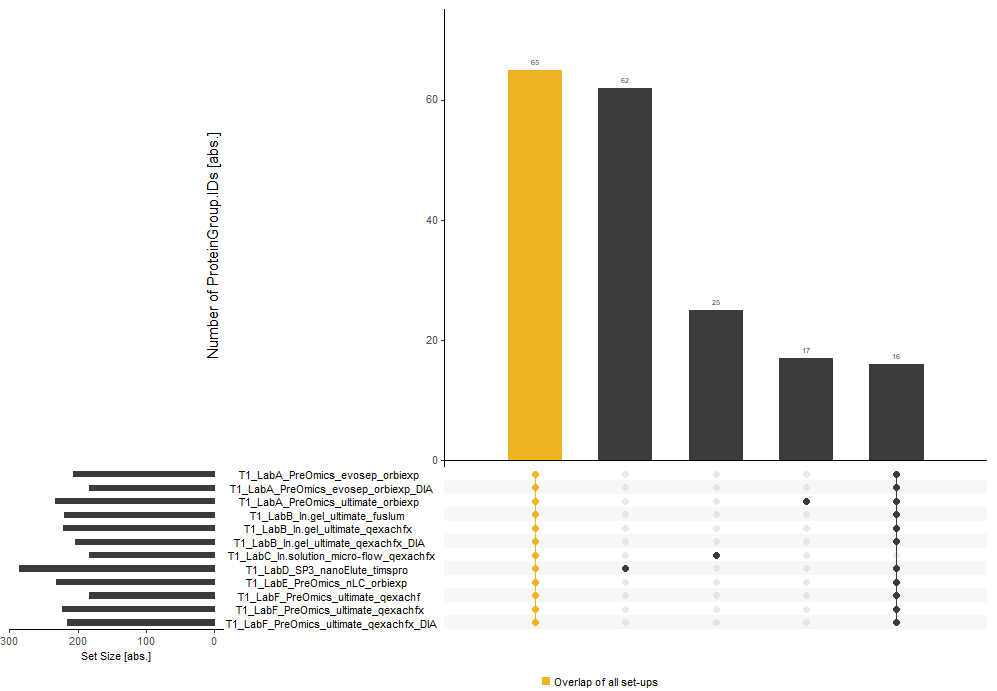 Number of ProteinGroup.IDs [abs.]
65
62
60
40
25
20
17
16
0
T1_LabA_PreOmics_evosep_orbiexp
T1_LabA_PreOmics_evosep_orbiexp_DIA
T1_LabA_PreOmics_ultimate_orbiexp
T1_LabB_In.gel_ultimate_fuslum
T1_LabB_In.gel_ultimate_qexachfx
T1_LabB_In.gel_ultimate_qexachfx_DIA
T1_LabC_In.solution_micro-flow_qexachfx
T1_LabD_SP3_nanoElute_timspro
T1_LabE_PreOmics_nLC_orbiexp
T1_LabF_PreOmics_ultimate_qexachf
T1_LabF_PreOmics_ultimate_qexachfx
T1_LabF_PreOmics_ultimate_qexachfx_DIA
300 200 100 0
Set Size [abs.]
Overlap of all set-ups